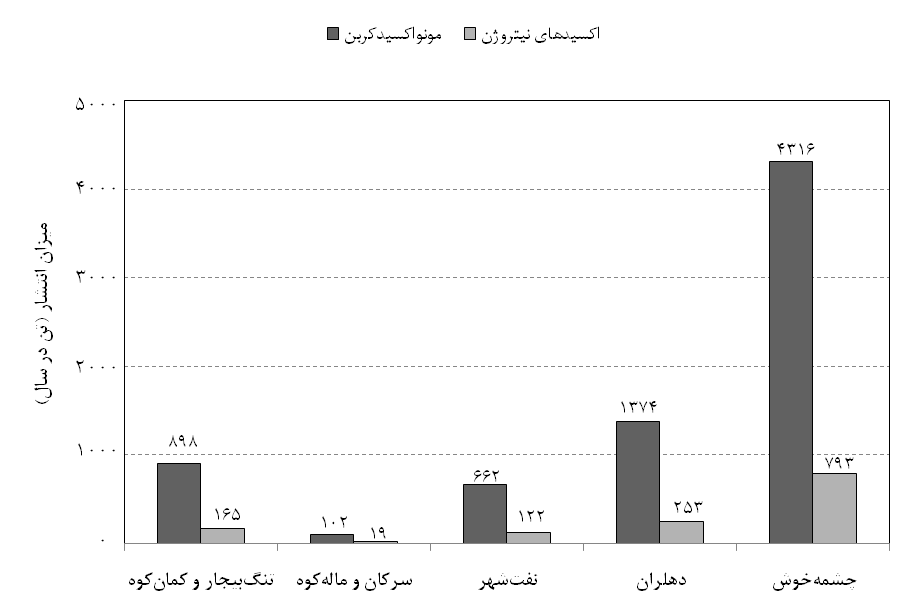 مونواکسیدکربن اکسیدهای نیتروژن
میزان انتشار (تن در سال)
۵۰۰۰
۴۰۰۰
۳۰۰۰
۲۰۰۰
۱۰۰۰
۰
۸۹۸
۱۶۵
۱۰۲
۱۹
۶۶۲
۱۲۲
۱۳۷۴
۲۵۳
۴۳۱۶
۷۹۳
تنگ‌بیجار و کمان‌کوه
سرکان و ماله‌کوه
نفت‌شهر
دهلران
چشمه‌خوش